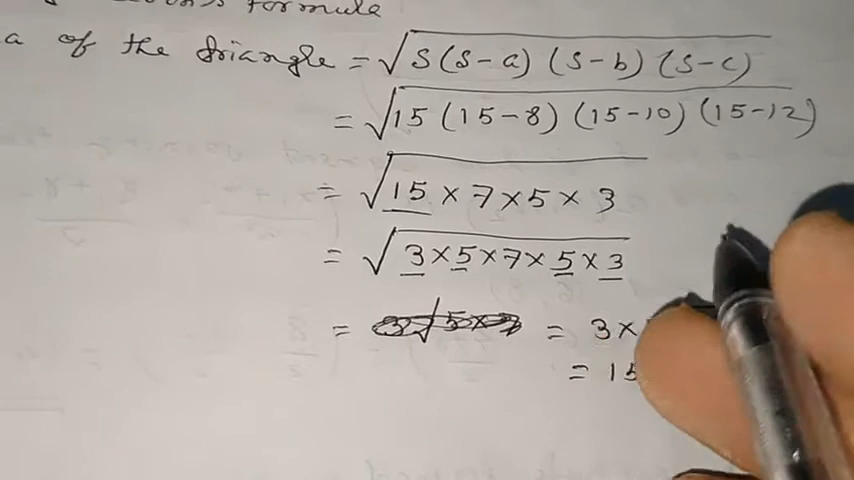 formula
a of the triangle = √S(S-a) (S-b) (S-c)
= √15 (15-8) (15-10) (15-12)
= √15 × 7 × 5 × 3
= √3×5×7×5×3
= = 3×
= 15